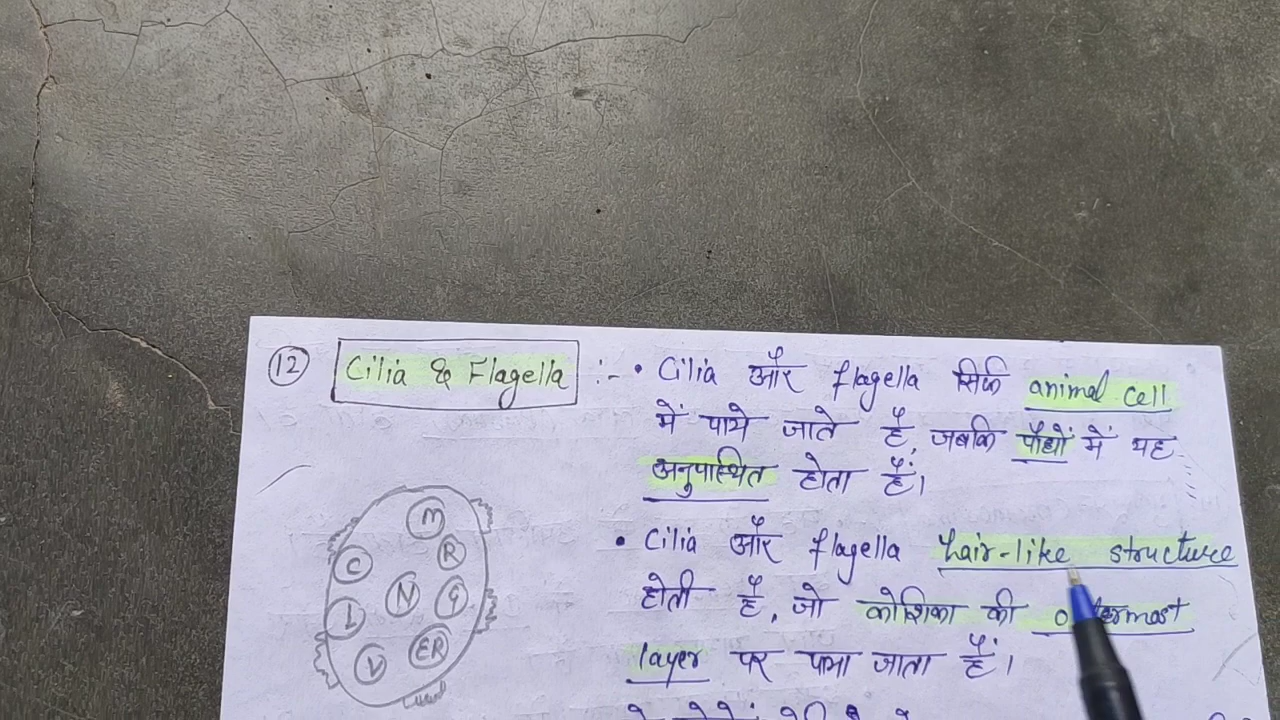 12 Cilia & Flagella :- • Cilia और flagella सिर्फ animal cell
में पाये जाते है, जबकि पौधों में यह
अनुपास्थित होता हैं।
• Cilia और flagella hair-like structure
होती है, जो कोशिका की outermost
layer पर पाया जाता हैं।
M
R
C
N
G
L
ER
V